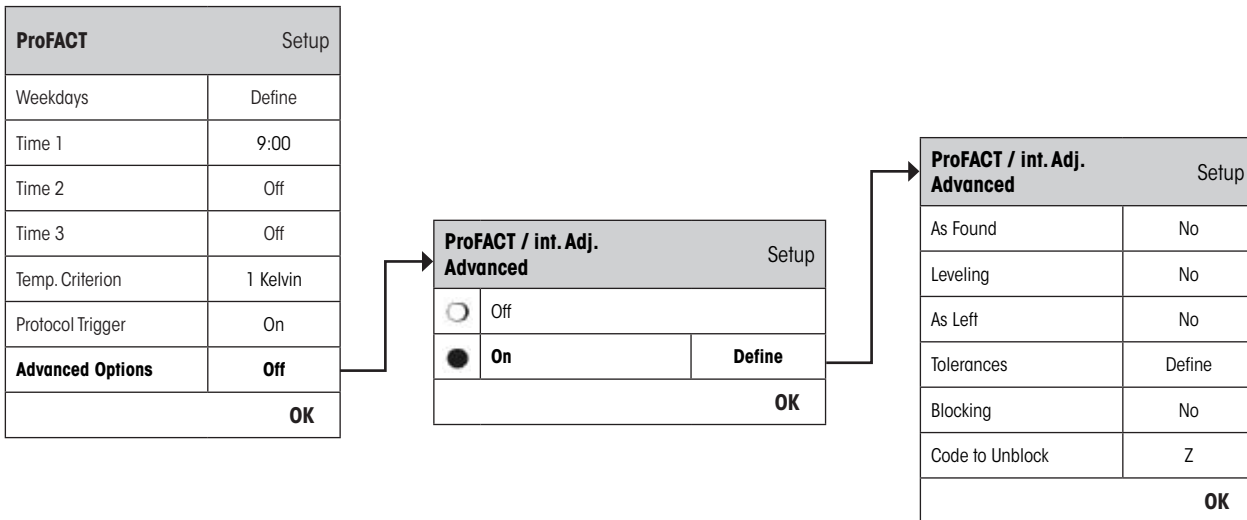 ProFACT Setup
Weekdays Define
Time 1 9:00
Time 2 Off
Time 3 Off
Temp. Criterion 1 Kelvin
Protocol Trigger On
Advanced Options Off
OK
ProFACT / int. Adj.
Advanced Setup
Off
On Define
OK
ProFACT / int. Adj.
Advanced Setup
As Found No
Leveling No
As Left No
Tolerances Define
Blocking No
Code to Unblock Z
OK